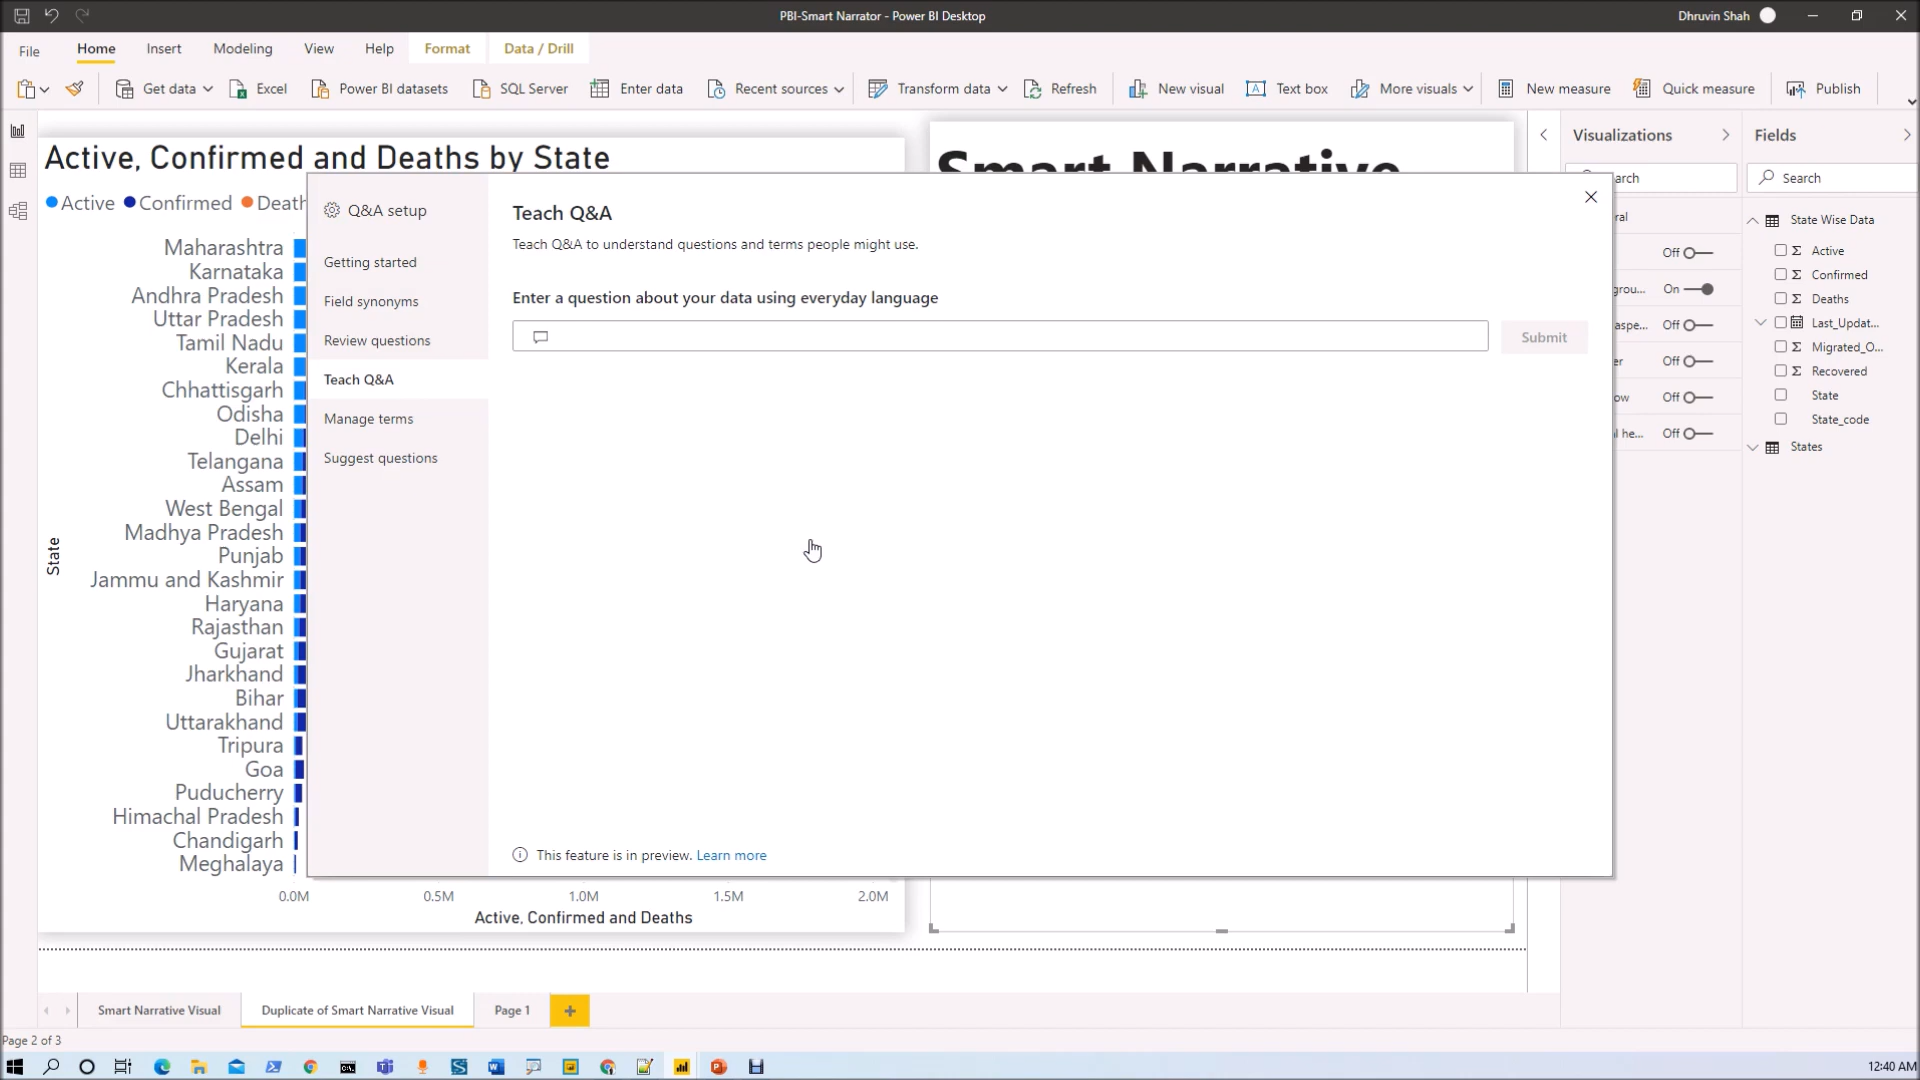 PBI-Smart Narrator - Power BI Desktop
Dhruvin Shah
File
Home
Insert
Modeling
View
Help
Format
Data / Drill
Get data
Excel
Power BI datasets
SQL Server
Enter data
Recent sources
Transform data
Refresh
New visual
Text box
More visuals
New measure
Quick measure
Publish
Active, Confirmed and Deaths by State
Active
Confirmed
Death
Maharashtra
Karnataka
Andhra Pradesh
Uttar Pradesh
Tamil Nadu
Kerala
Chhattisgarh
Odisha
Delhi
Telangana
Assam
West Bengal
Madhya Pradesh
Punjab
Jammu and Kashmir
Haryana
Rajasthan
Gujarat
Jharkhand
Bihar
Uttarakhand
Tripura
Goa
Puducherry
Himachal Pradesh
Chandigarh
Meghalaya
State
0.0M
0.5M
1.0M
1.5M
2.0M
Active, Confirmed and Deaths
Smart Narrative
Q&A setup
Getting started
Field synonyms
Review questions
Teach Q&A
Manage terms
Suggest questions
Teach Q&A
Teach Q&A to understand questions and terms people might use.
Enter a question about your data using everyday language
Submit
This feature is in preview. Learn more
Visualizations
arch
ral
Off
grou... On
aspe... Off
er Off
ow Off
l he... Off
Fields
Search
State Wise Data
Active
Confirmed
Deaths
Last_Updat...
Migrated_O...
Recovered
State
State_code
States
Smart Narrative Visual
Duplicate of Smart Narrative Visual
Page 1
Page 2 of 3
12:40 AM